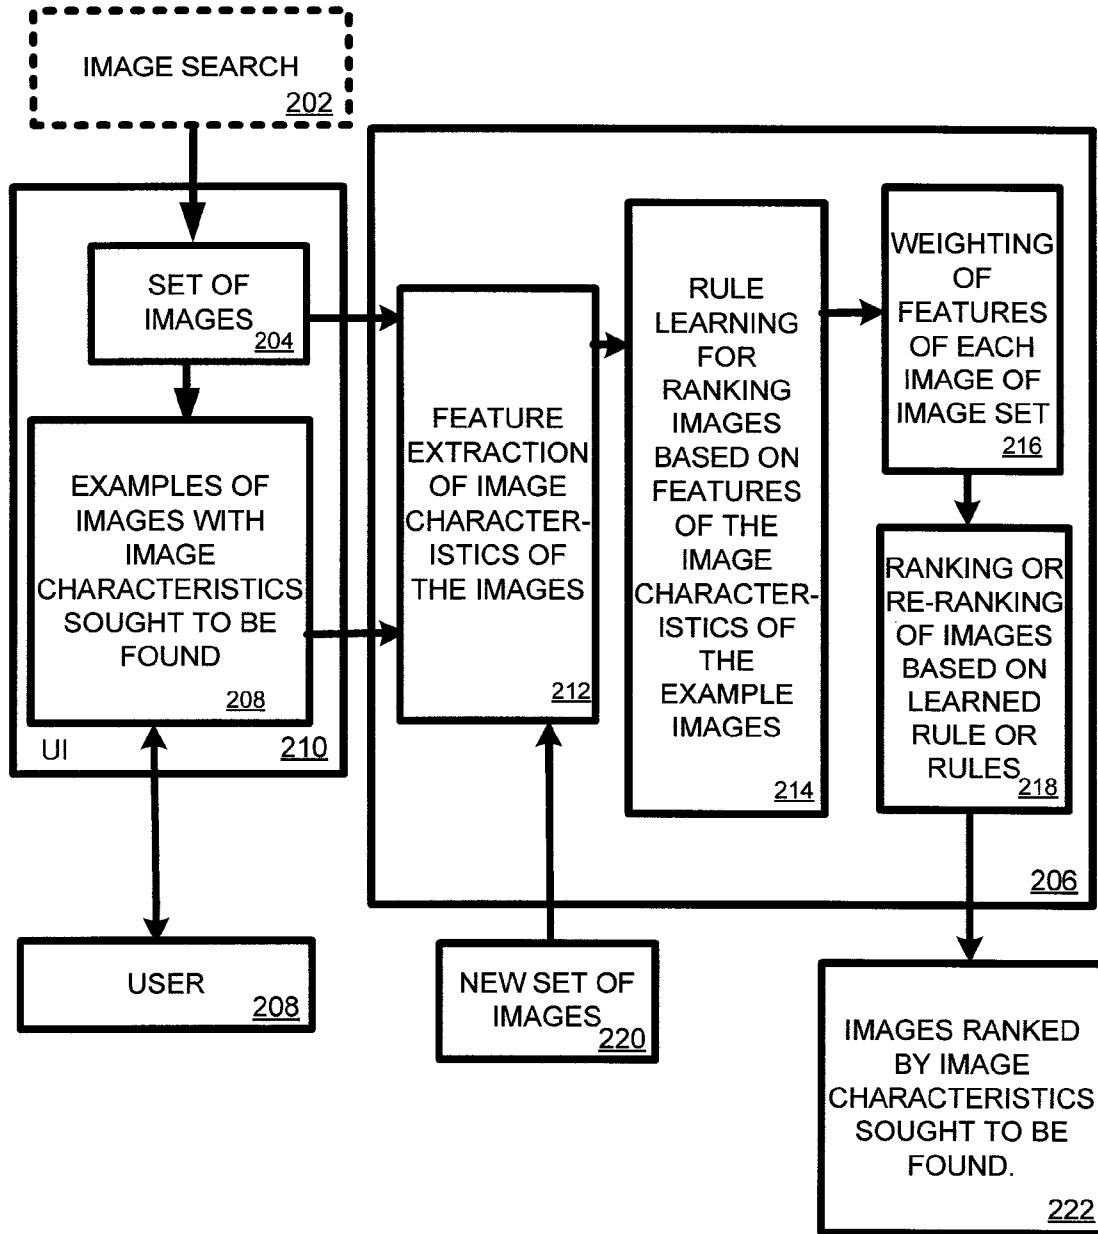 IMAGE SEARCH
202
SET OF
IMAGES
204
EXAMPLES OF
IMAGES WITH
IMAGE
CHARACTERISTICS
SOUGHT TO BE
FOUND
208
UI
210
USER
208
FEATURE
EXTRACTION
OF IMAGE
CHARACTER-
ISTICS OF
THE IMAGES
212
RULE
LEARNING
FOR
RANKING
IMAGES
BASED ON
FEATURES
OF THE
IMAGE
CHARACTER-
ISTICS OF
THE
EXAMPLE
IMAGES
214
WEIGHTING
OF
FEATURES
OF EACH
IMAGE OF
IMAGE SET
216
RANKING OR
RE-RANKING
OF IMAGES
BASED ON
LEARNED
RULE OR
RULES
218
206
NEW SET OF
IMAGES
220
IMAGES RANKED
BY IMAGE
CHARACTERISTICS
SOUGHT TO BE
FOUND.
222